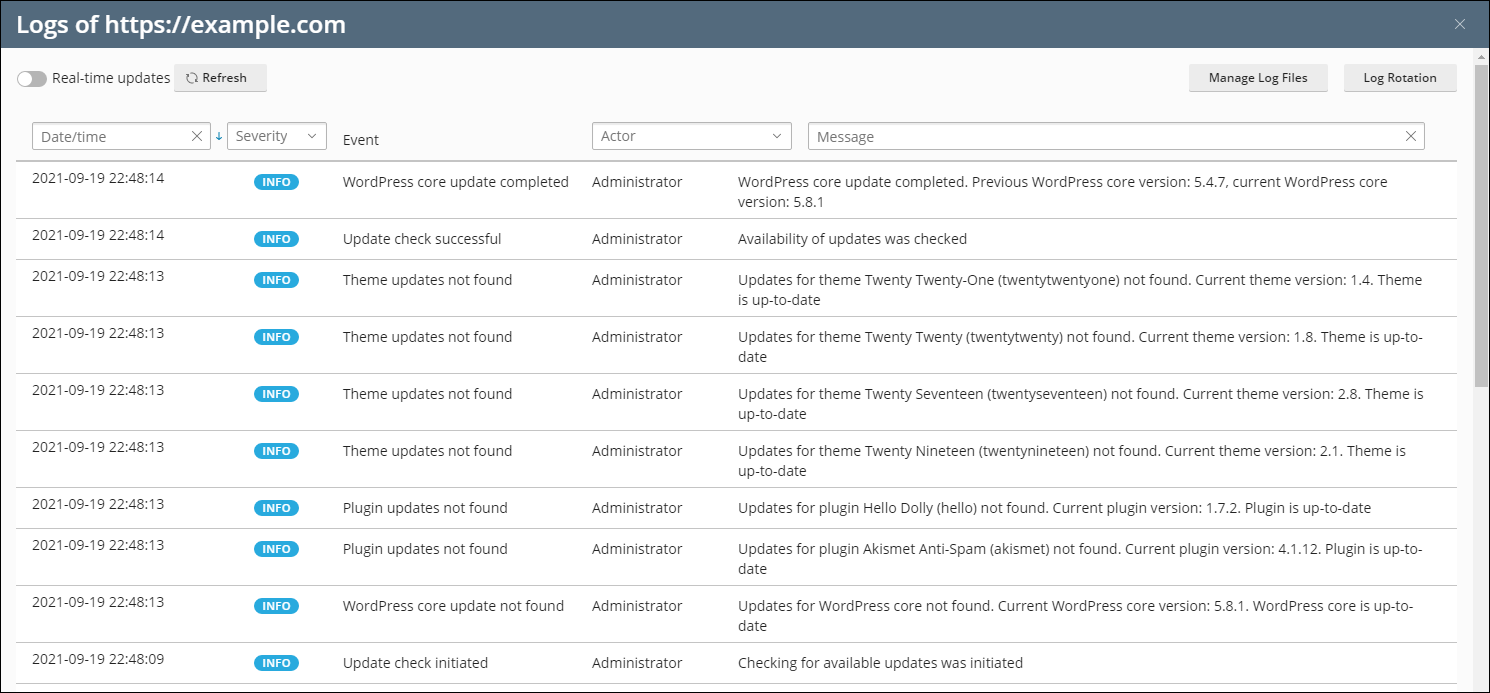 Logs of https://example.com
Real-time updates Refresh Manage Log Files Log Rotation
Date/time Severity Event Actor Message
2021-09-19 22:48:14 INFO WordPress core update completed Administrator WordPress core update completed. Previous WordPress core version: 5.4.7, current WordPress core
version: 5.8.1
2021-09-19 22:48:14 INFO Update check successful Administrator Availability of updates was checked
2021-09-19 22:48:13 INFO Theme updates not found Administrator Updates for theme Twenty Twenty-One (twentytwentyone) not found. Current theme version: 1.4. Theme
is up-to-date
2021-09-19 22:48:13 INFO Theme updates not found Administrator Updates for theme Twenty Twenty (twentytwenty) not found. Current theme version: 1.8. Theme is up-to-
date
2021-09-19 22:48:13 INFO Theme updates not found Administrator Updates for theme Twenty Seventeen (twentyseventeen) not found. Current theme version: 2.8. Theme is
up-to-date
2021-09-19 22:48:13 INFO Theme updates not found Administrator Updates for theme Twenty Nineteen (twentynineteen) not found. Current theme version: 2.1. Theme is
up-to-date
2021-09-19 22:48:13 INFO Plugin updates not found Administrator Updates for plugin Hello Dolly (hello) not found. Current plugin version: 1.7.2. Plugin is up-to-date
2021-09-19 22:48:13 INFO Plugin updates not found Administrator Updates for plugin Akismet Anti-Spam (akismet) not found. Current plugin version: 4.1.12. Plugin is up-to-
date
2021-09-19 22:48:13 INFO WordPress core update not found Administrator Updates for WordPress core not found. Current WordPress core version: 5.8.1. WordPress core is up-to-
date
2021-09-19 22:48:09 INFO Update check initiated Administrator Checking for available updates was initiated